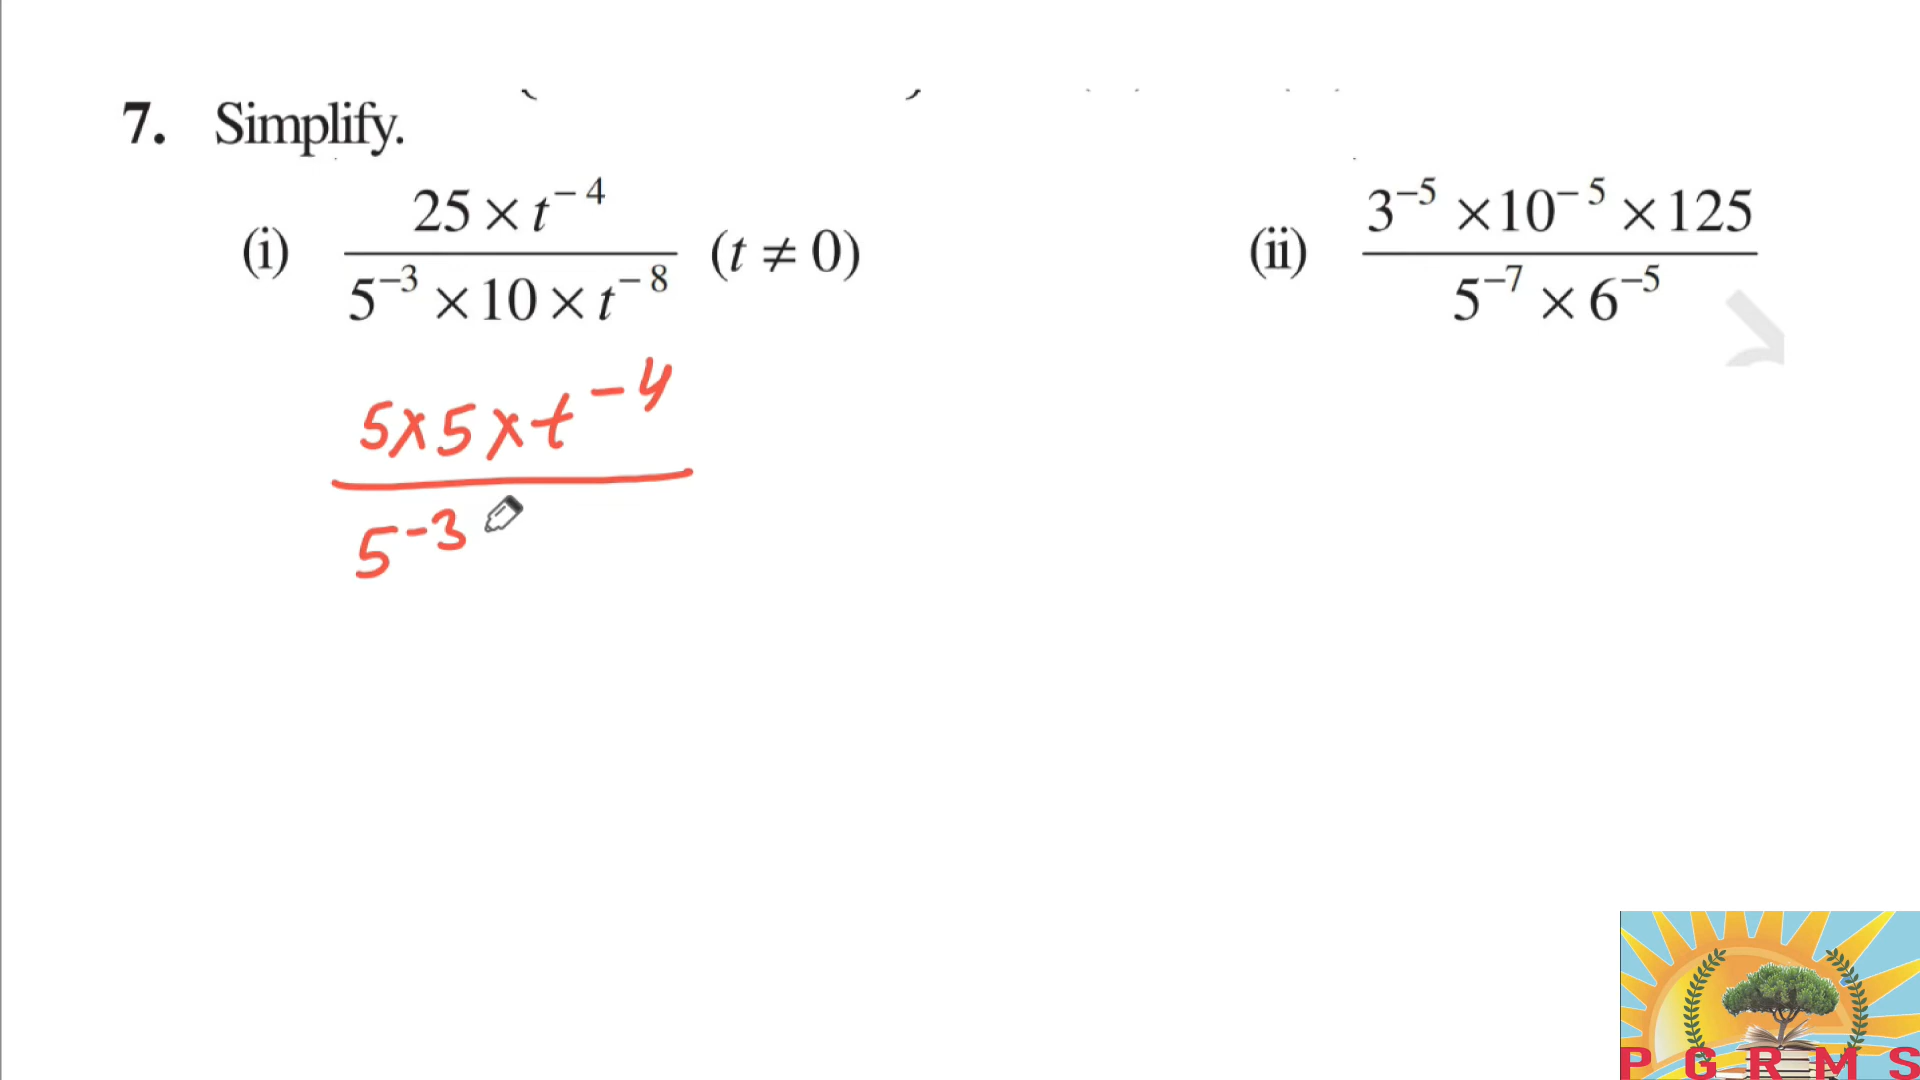 7. Simplify.
(i) 25 × t⁻⁴ / 5⁻³ × 10 × t⁻⁸ (t ≠ 0)
(ii) 3⁻⁵ × 10⁻⁵ × 125 / 5⁻⁷ × 6⁻⁵
5 × 5 × t⁻⁴
5⁻³
P G R M S